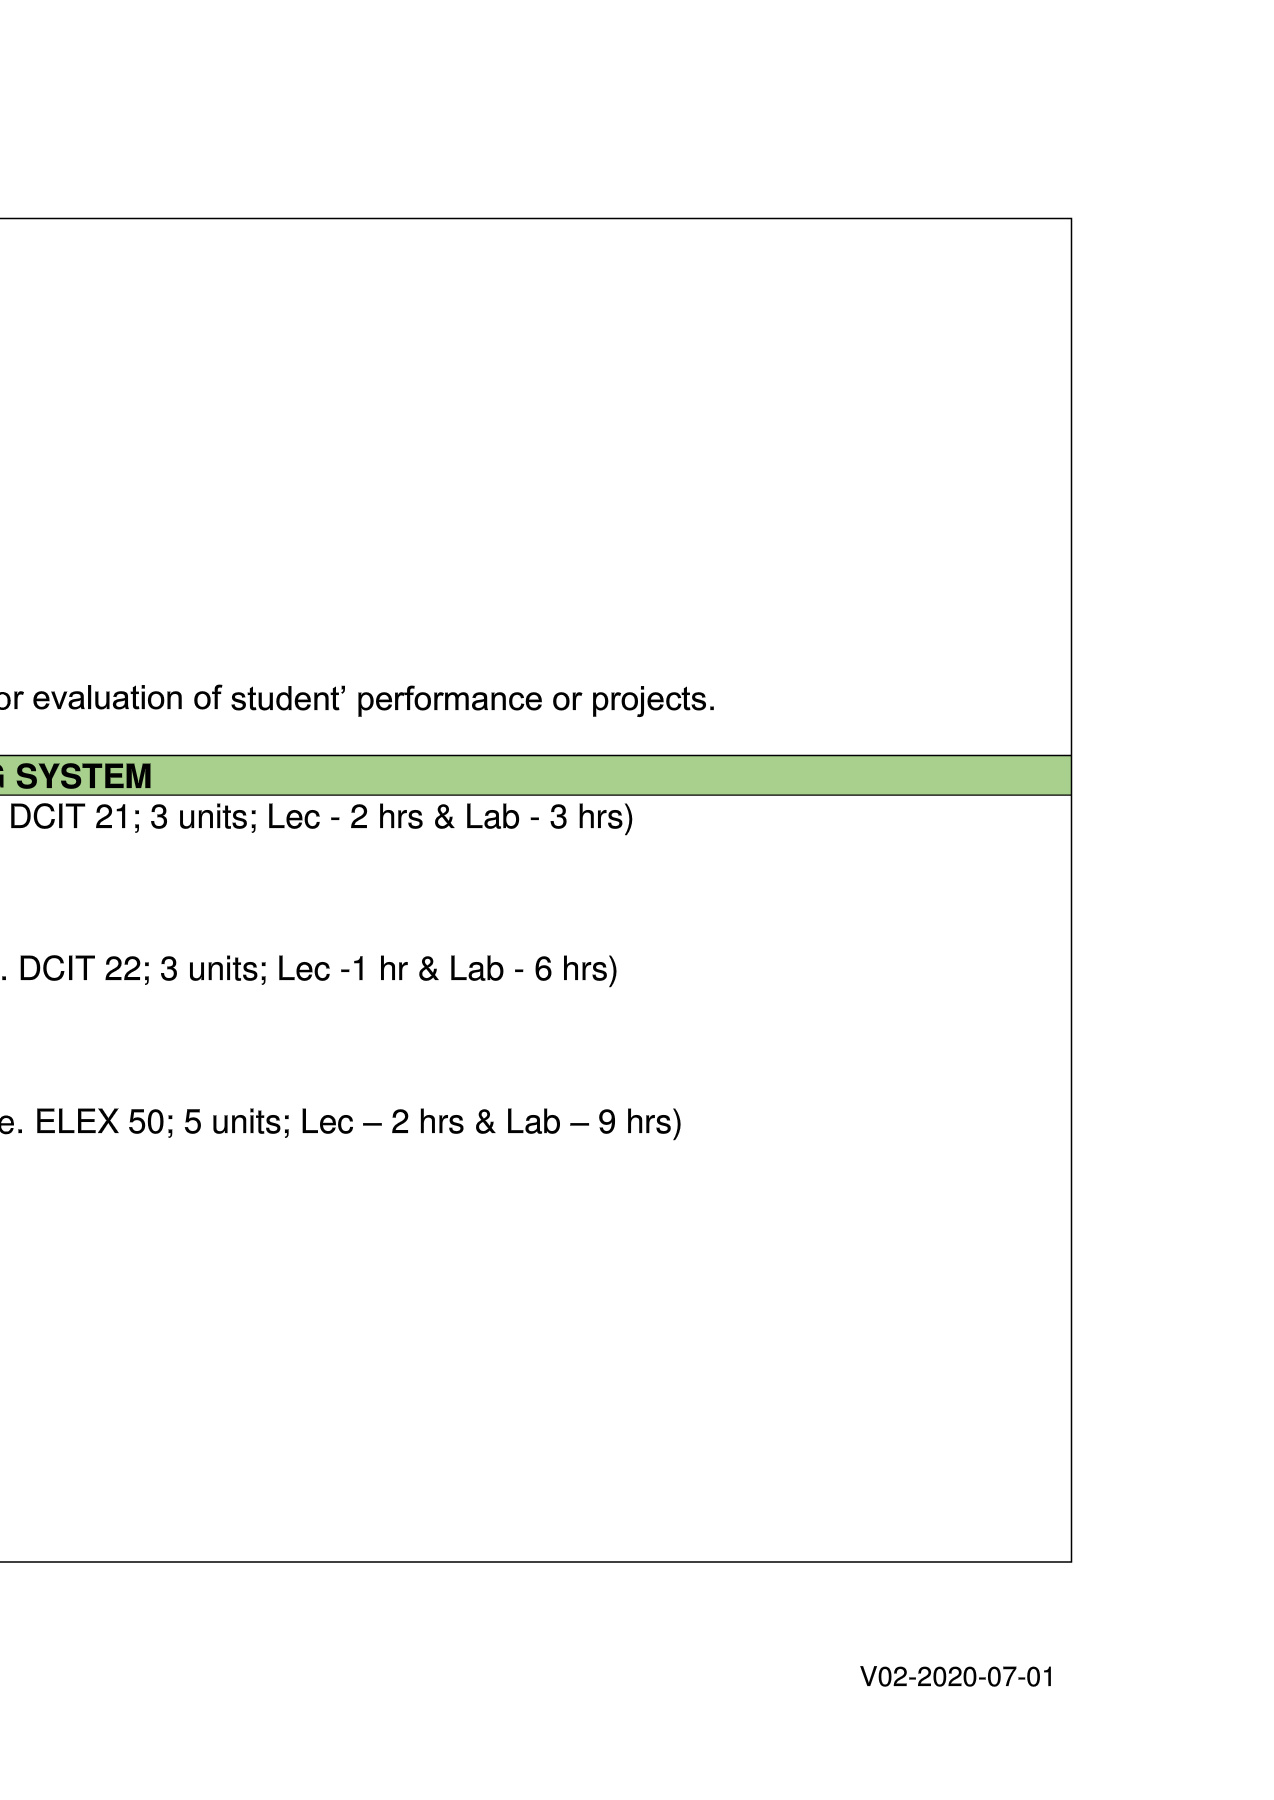 or evaluation of student’ performance or projects.
SYSTEM
DCIT 21; 3 units; Lec - 2 hrs & Lab - 3 hrs)
. DCIT 22; 3 units; Lec -1 hr & Lab - 6 hrs)
e. ELEX 50; 5 units; Lec – 2 hrs & Lab – 9 hrs)
V02-2020-07-01